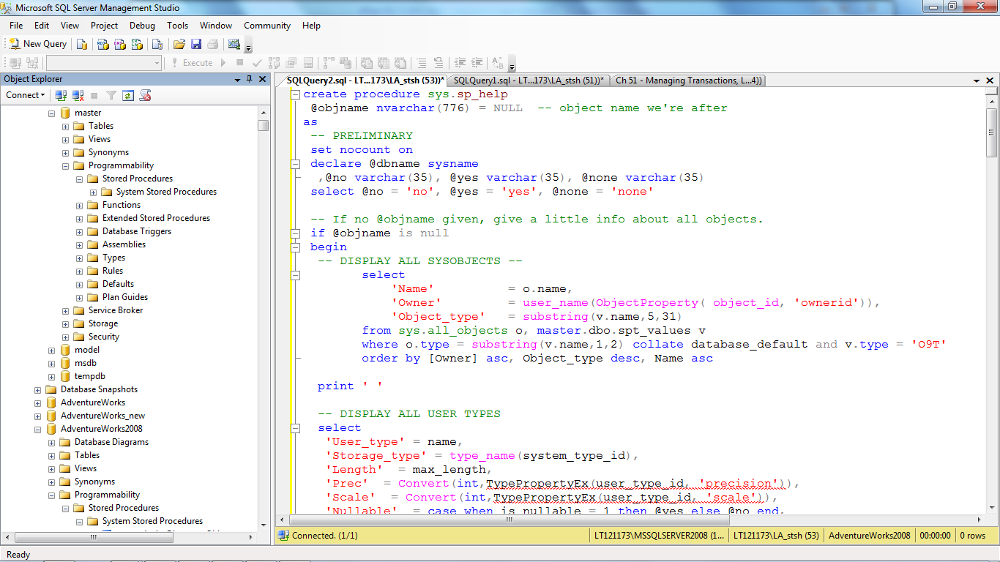 Microsoft SQL Server Management Studio
File Edit View Project Debug Tools Window Community Help
New Query
Execute
Object Explorer
Connect
master
Tables
Views
Synonyms
Programmability
Stored Procedures
System Stored Procedures
Functions
Extended Stored Procedures
Database Triggers
Assemblies
Types
Rules
Defaults
Plan Guides
Service Broker
Storage
Security
model
msdb
tempdb
Database Snapshots
AdventureWorks
AdventureWorks_new
AdventureWorks2008
Database Diagrams
Tables
Views
Synonyms
Programmability
Stored Procedures
System Stored Procedures
SQLQuery2.sql - LT...173\LA_stsh (53))* SQLQuery1.sql - LT...173\LA_stsh (51))* Ch 51 - Managing Transactions, L...4))
create procedure sys.sp_help
@objname nvarchar(776) = NULL -- object name we're after
as
-- PRELIMINARY
set nocount on
declare @dbname sysname
,@no varchar(35), @yes varchar(35), @none varchar(35)
select @no = 'no', @yes = 'yes', @none = 'none'
-- If no @objname given, give a little info about all objects.
if @objname is null
begin
-- DISPLAY ALL SYSOBJECTS --
select
'Name' = o.name,
'Owner' = user_name(ObjectProperty( object_id, 'ownerid')),
'Object_type' = substring(v.name,5,31)
from sys.all_objects o, master.dbo.spt_values v
where o.type = substring(v.name,1,2) collate database_default and v.type = 'O9T'
order by [Owner] asc, Object_type desc, Name asc
print ' '
-- DISPLAY ALL USER TYPES
select
'User_type' = name,
'Storage_type' = type_name(system_type_id),
'Length' = max_length,
'Prec' = Convert(int,TypePropertyEx(user_type_id, 'precision')),
'Scale' = Convert(int,TypePropertyEx(user_type_id, 'scale')),
'Nullable' = case when is_nullable = 1 then @yes else @no end,
Connected. (1/1) LT121173\MSSQLSERVER2008 (1... LT121173\LA_stsh (53) AdventureWorks2008 00:00:00 0 rows
Ready